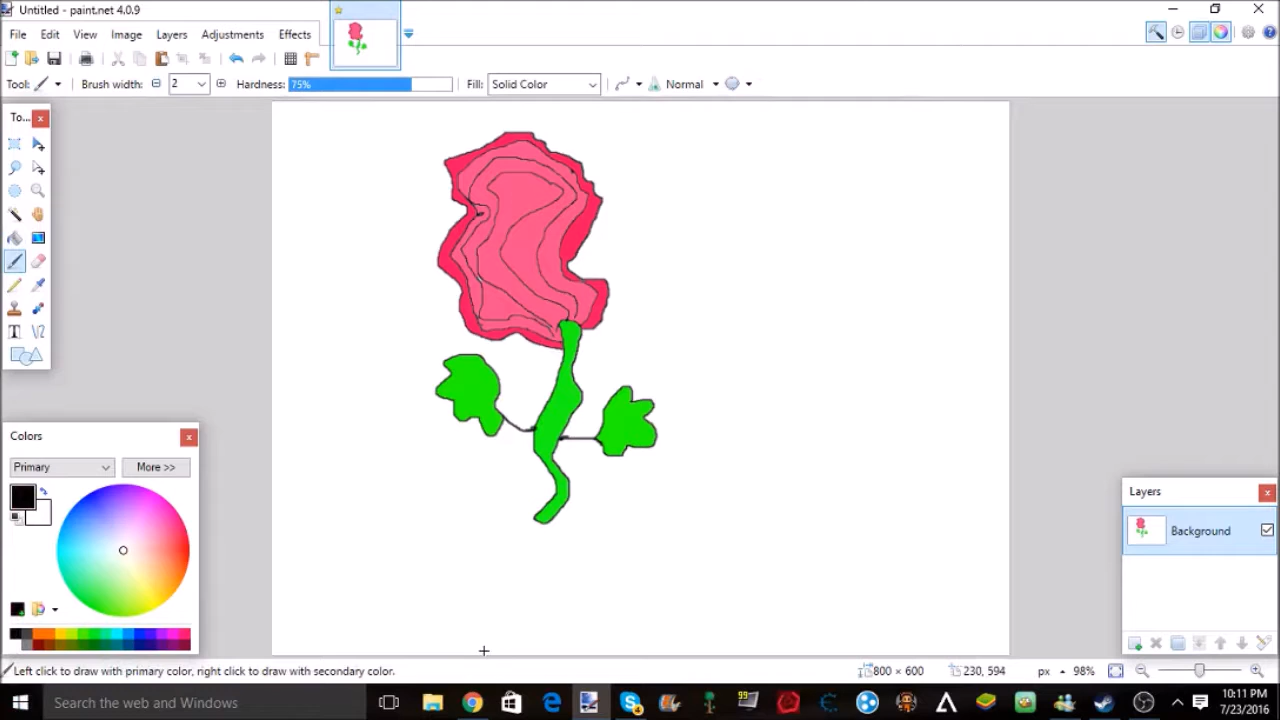 Untitled - paint.net 4.0.9
File Edit View Image Layers Adjustments Effects
Tool: Brush width: 2 Hardness: 75% Fill: Solid Color Normal
To...
Colors
Primary More >>
Layers
Background
Left click to draw with primary color, right click to draw with secondary color. 800 × 600 230, 594 px 98%
Search the web and Windows
99
10:11 PM
7/23/2016